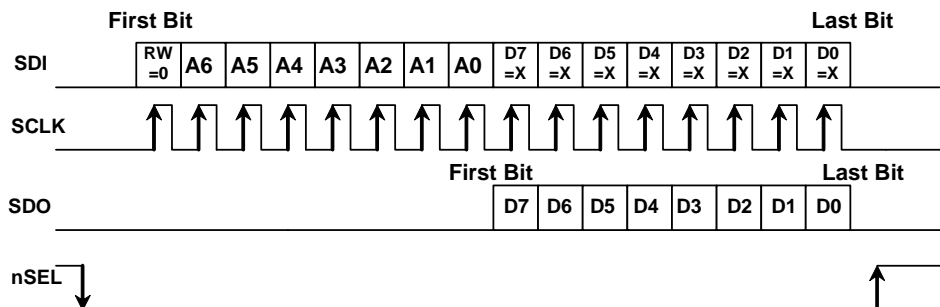 First Bit Last Bit
SDI RW =0 A6 A5 A4 A3 A2 A1 A0 D7 =X D6 =X D5 =X D4 =X D3 =X D2 =X D1 =X D0 =X
SCLK
First Bit Last Bit
SDO D7 D6 D5 D4 D3 D2 D1 D0
nSEL